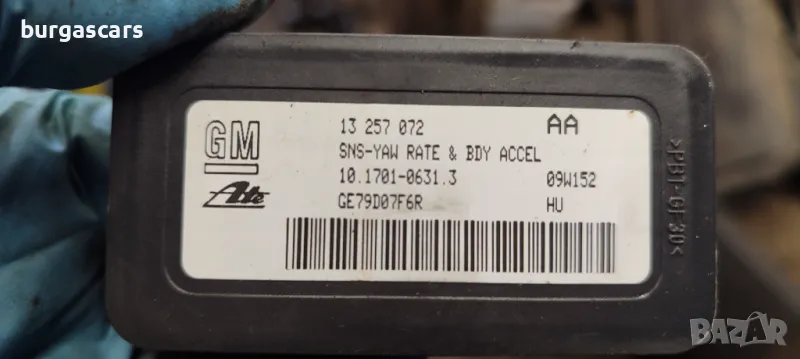 burgascars
GM
13 257 072 AA
SNS-YAW RATE & BDY ACCEL
10.1701-0631.3 09W152
Ate GE79D07F6R HU
>PBT-GF30<
BAZAR